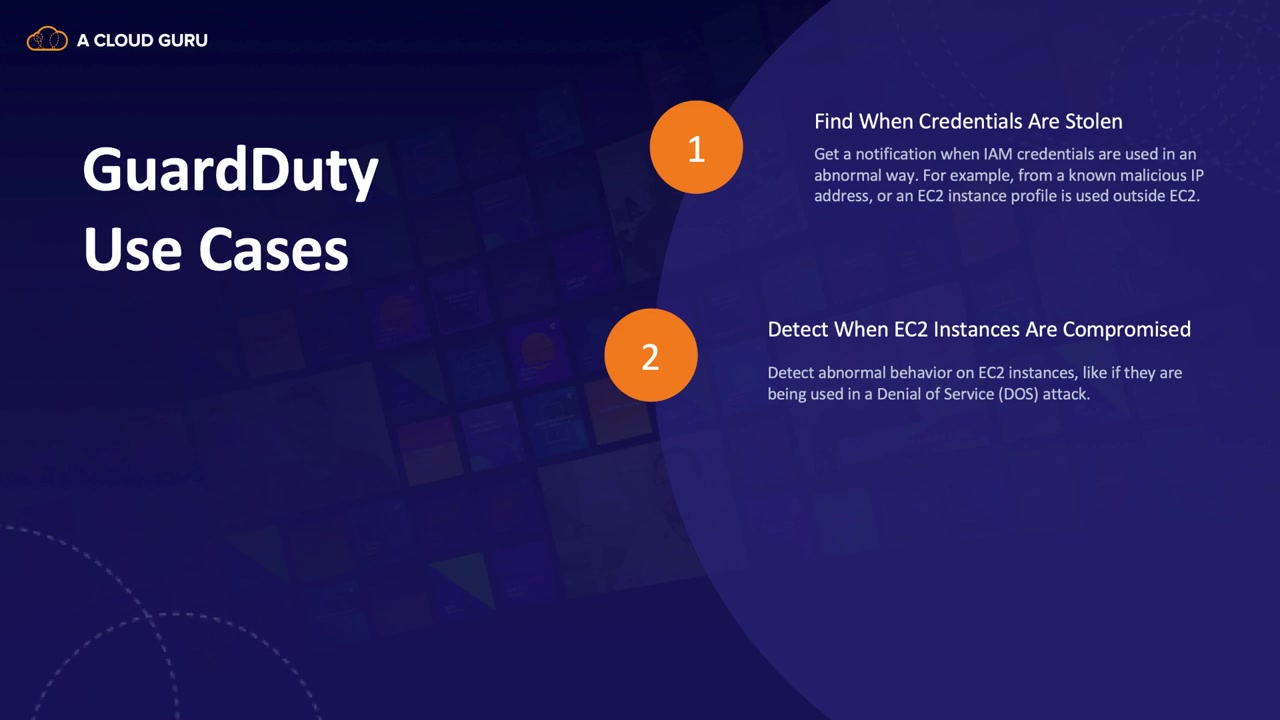 A CLOUD GURU
GuardDuty
Use Cases
1
Find When Credentials Are Stolen
Get a notification when IAM credentials are used in an
abnormal way. For example, from a known malicious IP
address, or an EC2 instance profile is used outside EC2.
2
Detect When EC2 Instances Are Compromised
Detect abnormal behavior on EC2 instances, like if they are
being used in a Denial of Service (DOS) attack.